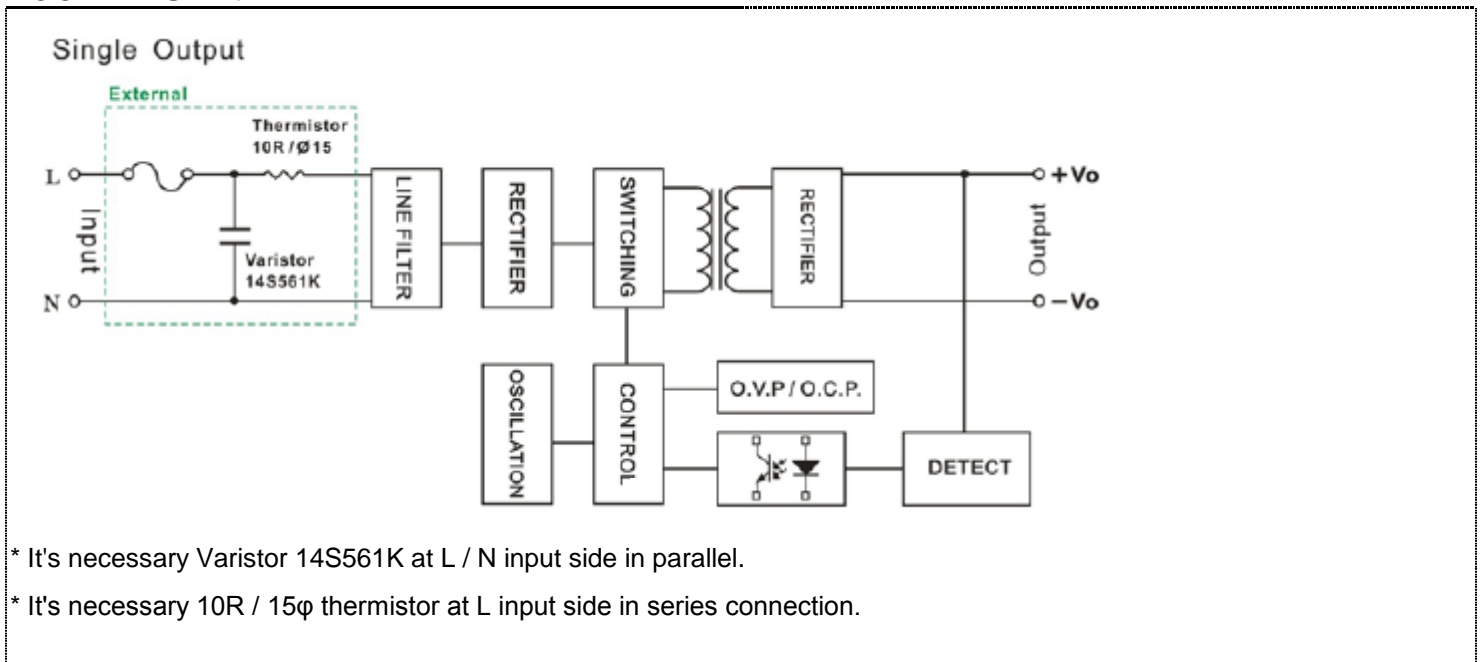 Single Output
External
Thermistor
10R/Ø15
L
Input
N
Varistor
14S561K
LINE FILTER
RECTIFIER
SWITCHING
RECTIFIER
+Vo
Output
−Vo
OSCILLATION
CONTROL
O.V.P/O.C.P.
DETECT
* It's necessary Varistor 14S561K at L / N input side in parallel.
* It's necessary 10R / 15φ thermistor at L input side in series connection.